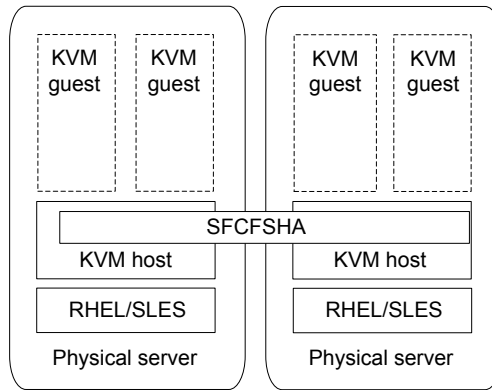 KVM
guest
KVM
guest
KVM
guest
KVM
guest
SFCFSHA
KVM host
KVM host
RHEL/SLES
RHEL/SLES
Physical server
Physical server